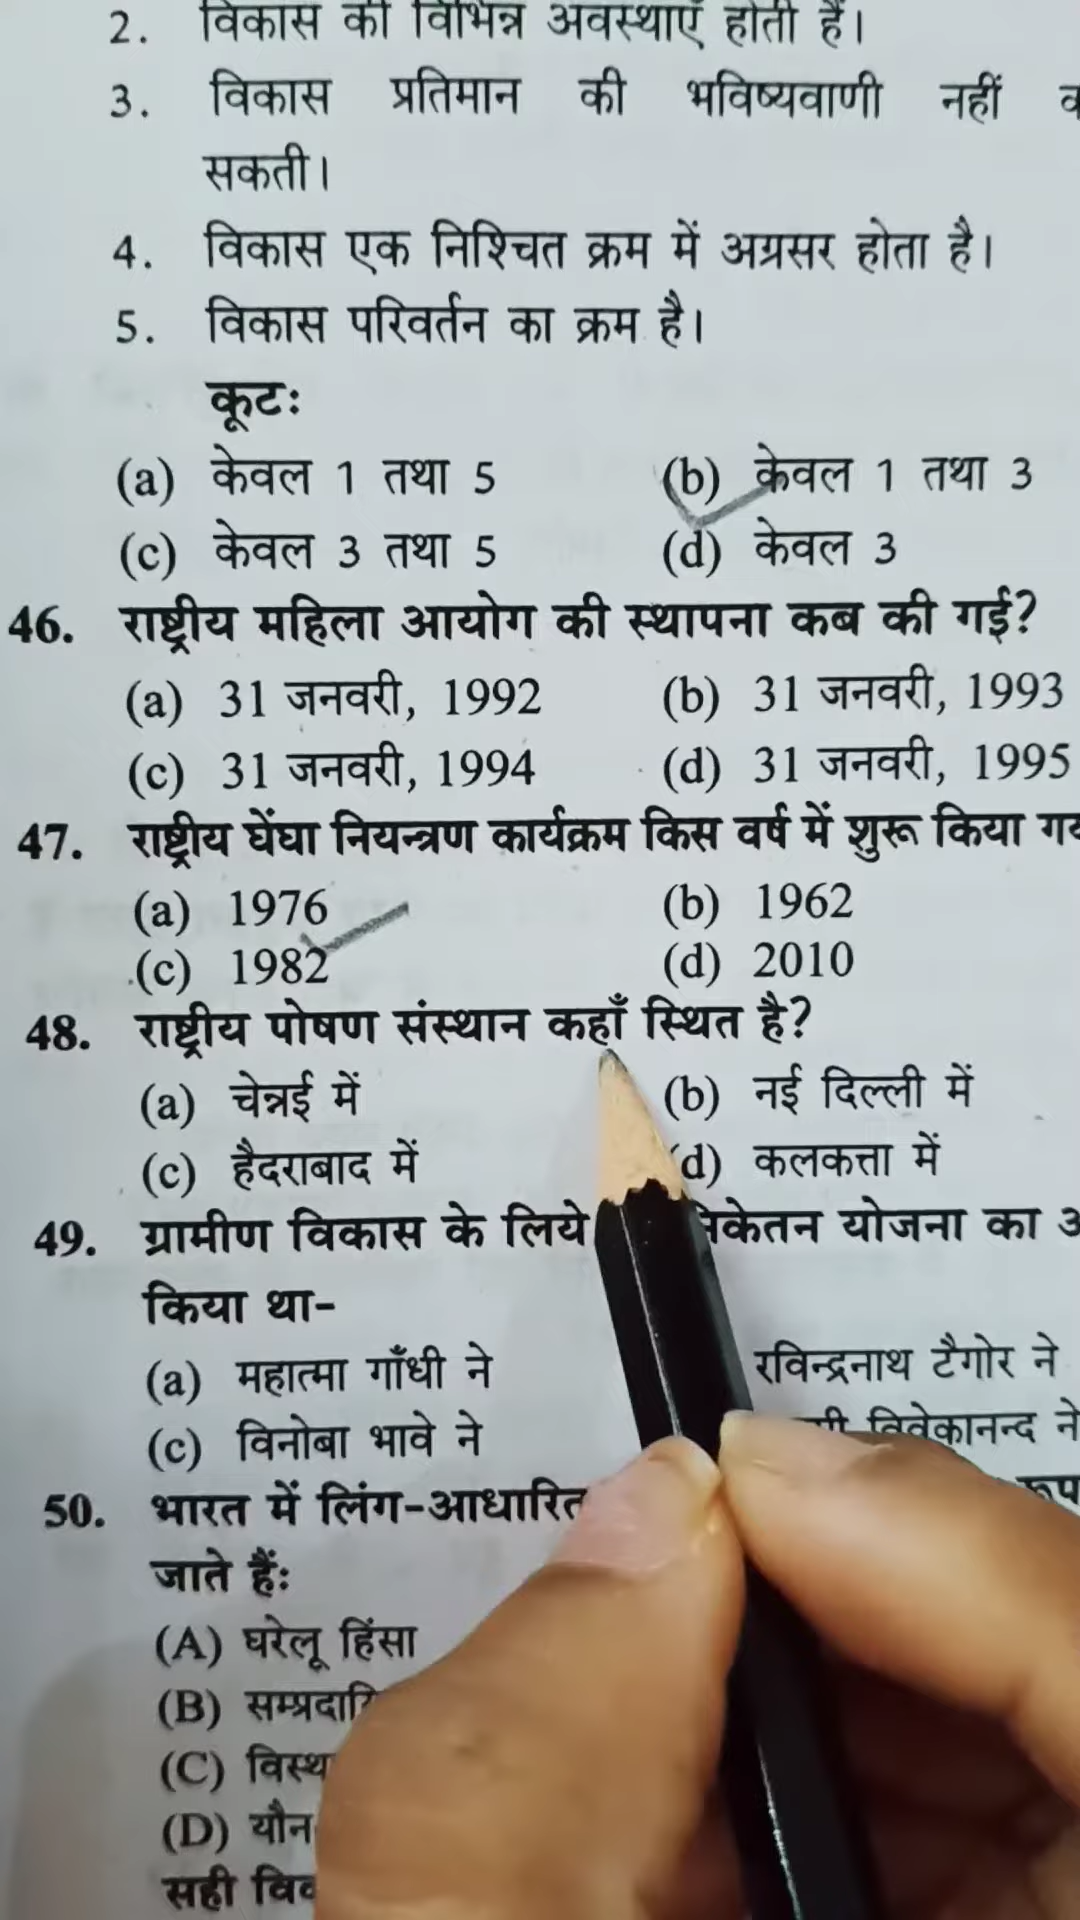 2. विकास की विभिन्न अवस्थाएँ होती हैं।
3. विकास प्रतिमान की भविष्यवाणी नहीं
सकती।
4. विकास एक निश्चित क्रम में अग्रसर होता है।
5. विकास परिवर्तन का क्रम है।
कूटः
(a) केवल 1 तथा 5 (b) केवल 1 तथा 3
(c) केवल 3 तथा 5 (d) केवल 3
46. राष्ट्रीय महिला आयोग की स्थापना कब की गई?
(a) 31 जनवरी, 1992 (b) 31 जनवरी, 1993
(c) 31 जनवरी, 1994 (d) 31 जनवरी, 1995
47. राष्ट्रीय घेंघा नियन्त्रण कार्यक्रम किस वर्ष में शुरू किया
(a) 1976 (b) 1962
(c) 1982 (d) 2010
48. राष्ट्रीय पोषण संस्थान कहाँ स्थित है?
(a) चेन्नई में (b) नई दिल्ली में
(c) हैदराबाद में (d) कलकत्ता में
49. ग्रामीण विकास के लिये योजना का
किया था-
(a) महात्मा गाँधी ने रविन्द्रनाथ टैगोर ने
(c) विनोबा भावे ने विवेकानन्द ने
50. भारत में लिंग-आधारित
जाते हैंः
(A) घरेलू हिंसा
(B)
(C)
(D) यौन
सही